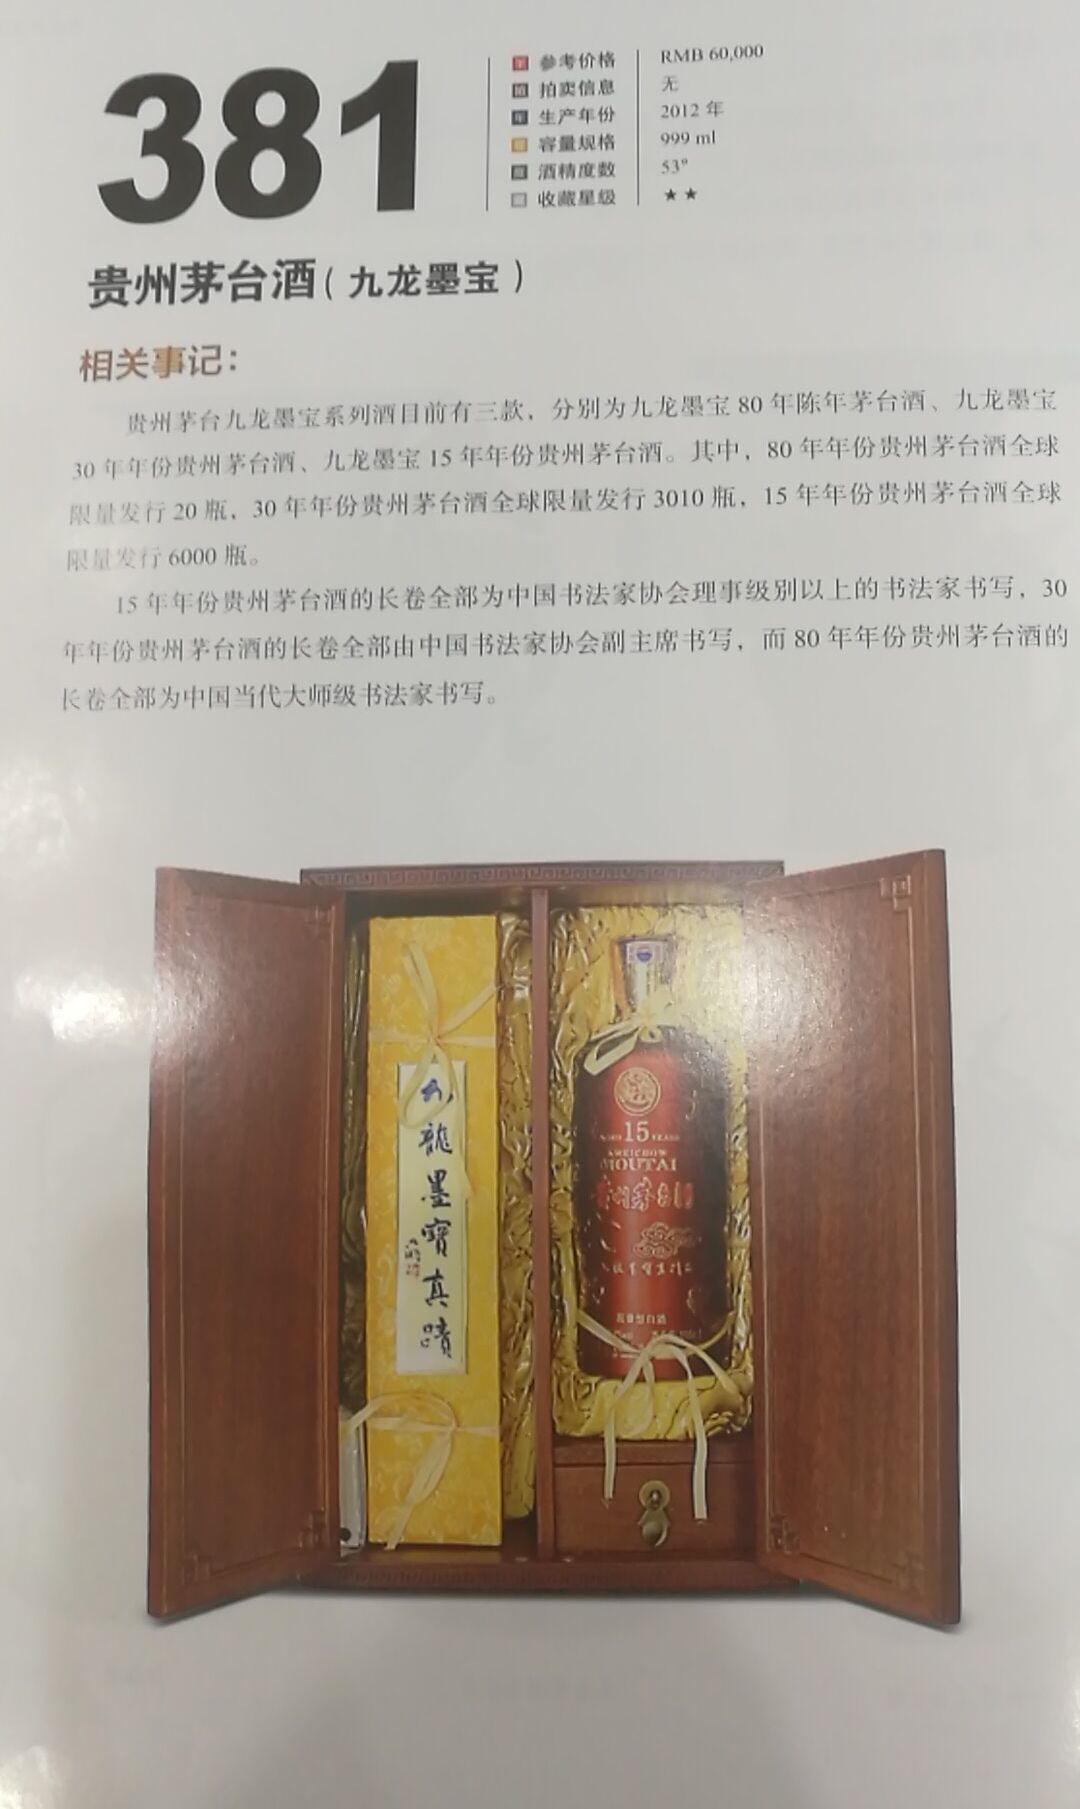 381
参考价格 RMB 60,000
拍卖信息 无
生产年份 2012 年
容量规格 999 ml
酒精度数 53°
收藏星级 ★★
贵州茅台酒（九龙墨宝）
相关事记：
贵州茅台九龙墨宝系列酒目前有三款，分别为九龙墨宝 80 年陈年茅台酒、九龙墨宝
30 年年份贵州茅台酒、九龙墨宝 15 年年份贵州茅台酒。其中，80 年年份贵州茅台酒全球
限量发行 20 瓶，30 年年份贵州茅台酒全球限量发行 3010 瓶，15 年年份贵州茅台酒全球
限量发行 6000 瓶。
15 年年份贵州茅台酒的长卷全部为中国书法家协会理事级别以上的书法家书写，30
年年份贵州茅台酒的长卷全部由中国书法家协会副主席书写，而 80 年年份贵州茅台酒的
长卷全部为中国当代大师级书法家书写。
九龍墨寶真蹟
15 YEARS
MOUTAI
贵州茅台酒